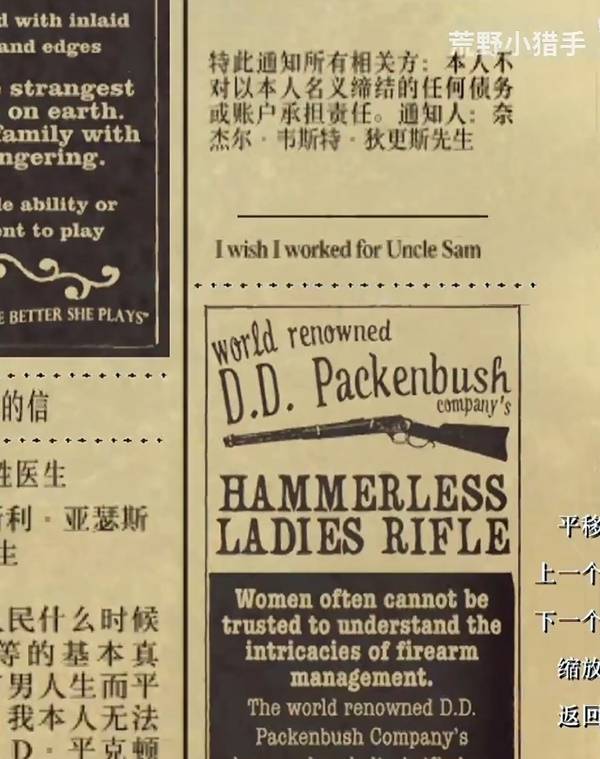 d with inlaid
and edges
strangest
on earth.
family with
ngering.
le ability or
ent to play
E BETTER SHE PLAYS"
的信
性医生
利·亚瑟斯
生
民什么时候
等的基本真
男人生而平
我本人无法
D·平克顿
荒野小猎手
特此通知所有相关方：本人不
对以本人名义缔结的任何债务
或账户承担责任。通知人：奈
杰尔·韦斯特·狄更斯先生
I wish I worked for Uncle Sam
world renowned
D.D. Packenbush
company's
HAMMERLESS
LADIES RIFLE
Women often cannot be
trusted to understand the
intricacies of firearm
management.
The world renowned D.D.
Packenbush Company's
平移
上一个
下一个
缩放
返回